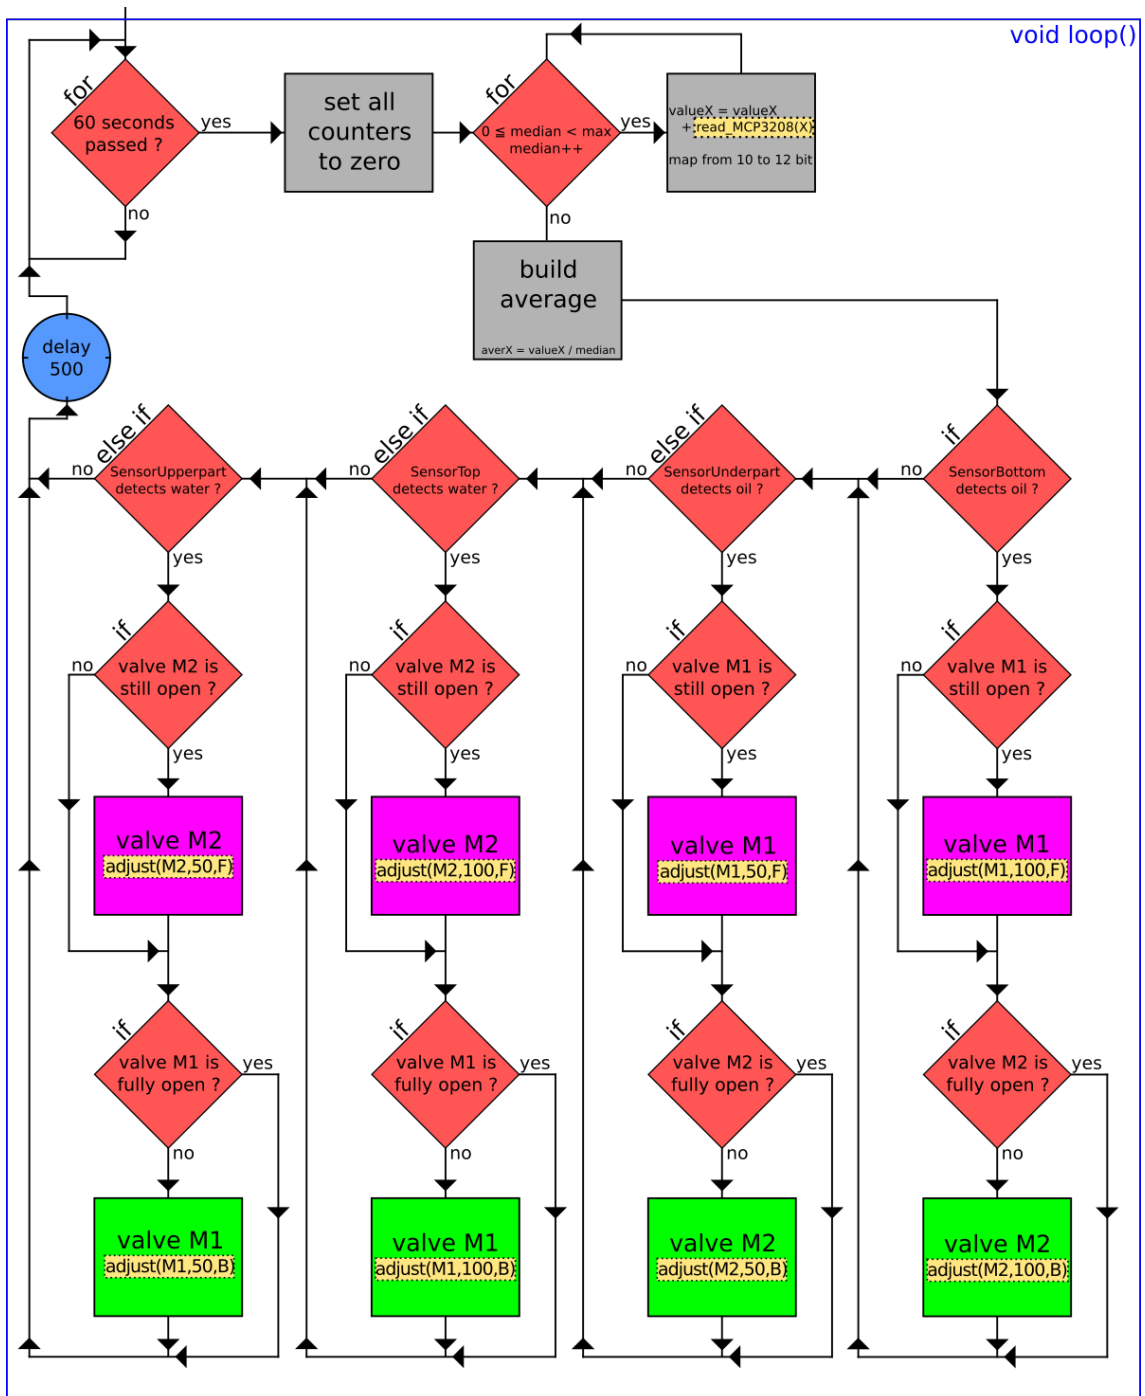 void loop()
for
60 seconds
passed ?
yes
no
set all
counters
to zero
for
0 ≦ median < max
median++
yes
no
valueX = valueX
+ read_MCP3208(X)
map from 10 to 12 bit
build
average
averX = valueX / median
delay
500
else if
SensorUpperpart
detects water ?
no
yes
else if
SensorTop
detects water ?
no
yes
else if
SensorUnderpart
detects oil ?
no
yes
if
SensorBottom
detects oil ?
no
yes
if
valve M2 is
still open ?
no
yes
if
valve M2 is
still open ?
no
yes
if
valve M1 is
still open ?
no
yes
if
valve M1 is
still open ?
no
yes
valve M2
adjust(M2,50,F)
valve M2
adjust(M2,100,F)
valve M1
adjust(M1,50,F)
valve M1
adjust(M1,100,F)
if
valve M1 is
fully open ?
yes
no
if
valve M1 is
fully open ?
yes
no
if
valve M2 is
fully open ?
yes
no
if
valve M2 is
fully open ?
yes
no
valve M1
adjust(M1,50,B)
valve M1
adjust(M1,100,B)
valve M2
adjust(M2,50,B)
valve M2
adjust(M2,100,B)